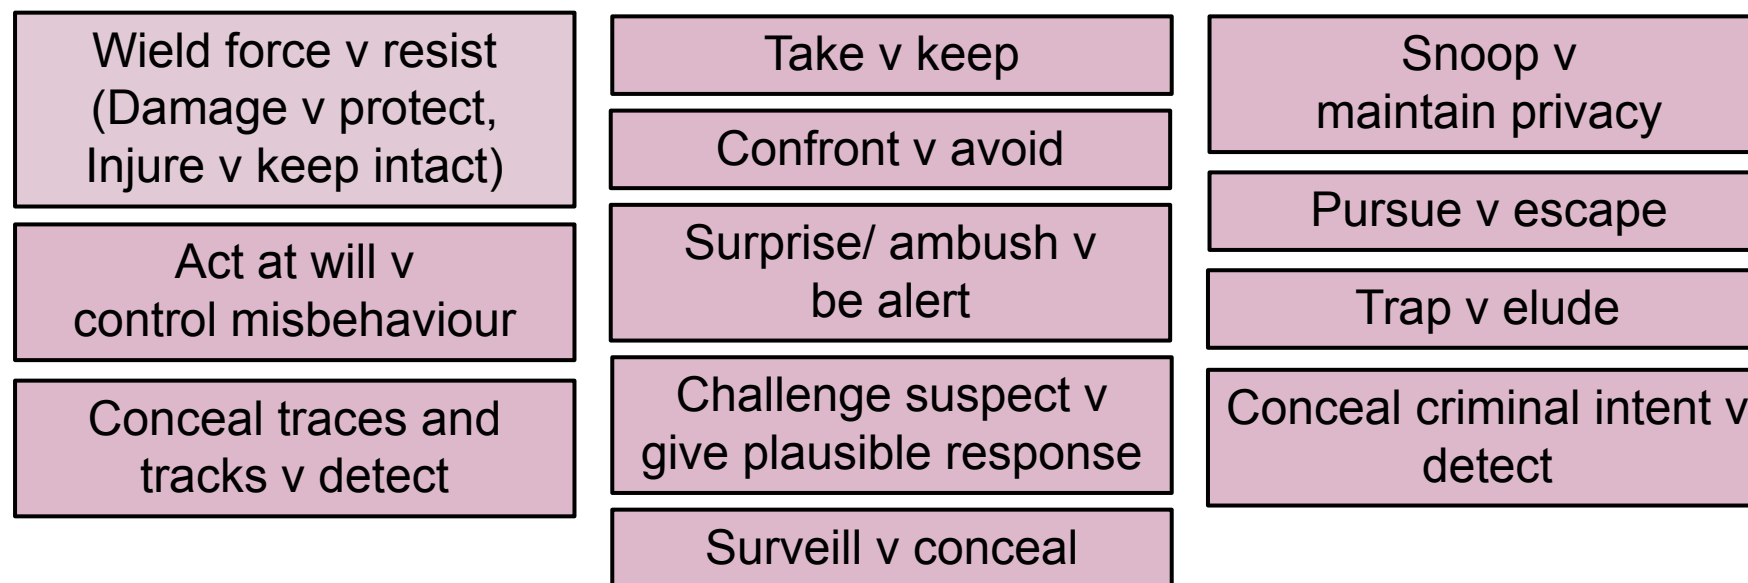 Wield force v resist
(Damage v protect,
Injure v keep intact)
Act at will v
control misbehaviour
Conceal traces and
tracks v detect
Take v keep
Confront v avoid
Surprise/ ambush v
be alert
Challenge suspect v
give plausible response
Surveill v conceal
Snoop v
maintain privacy
Pursue v escape
Trap v elude
Conceal criminal intent v
detect